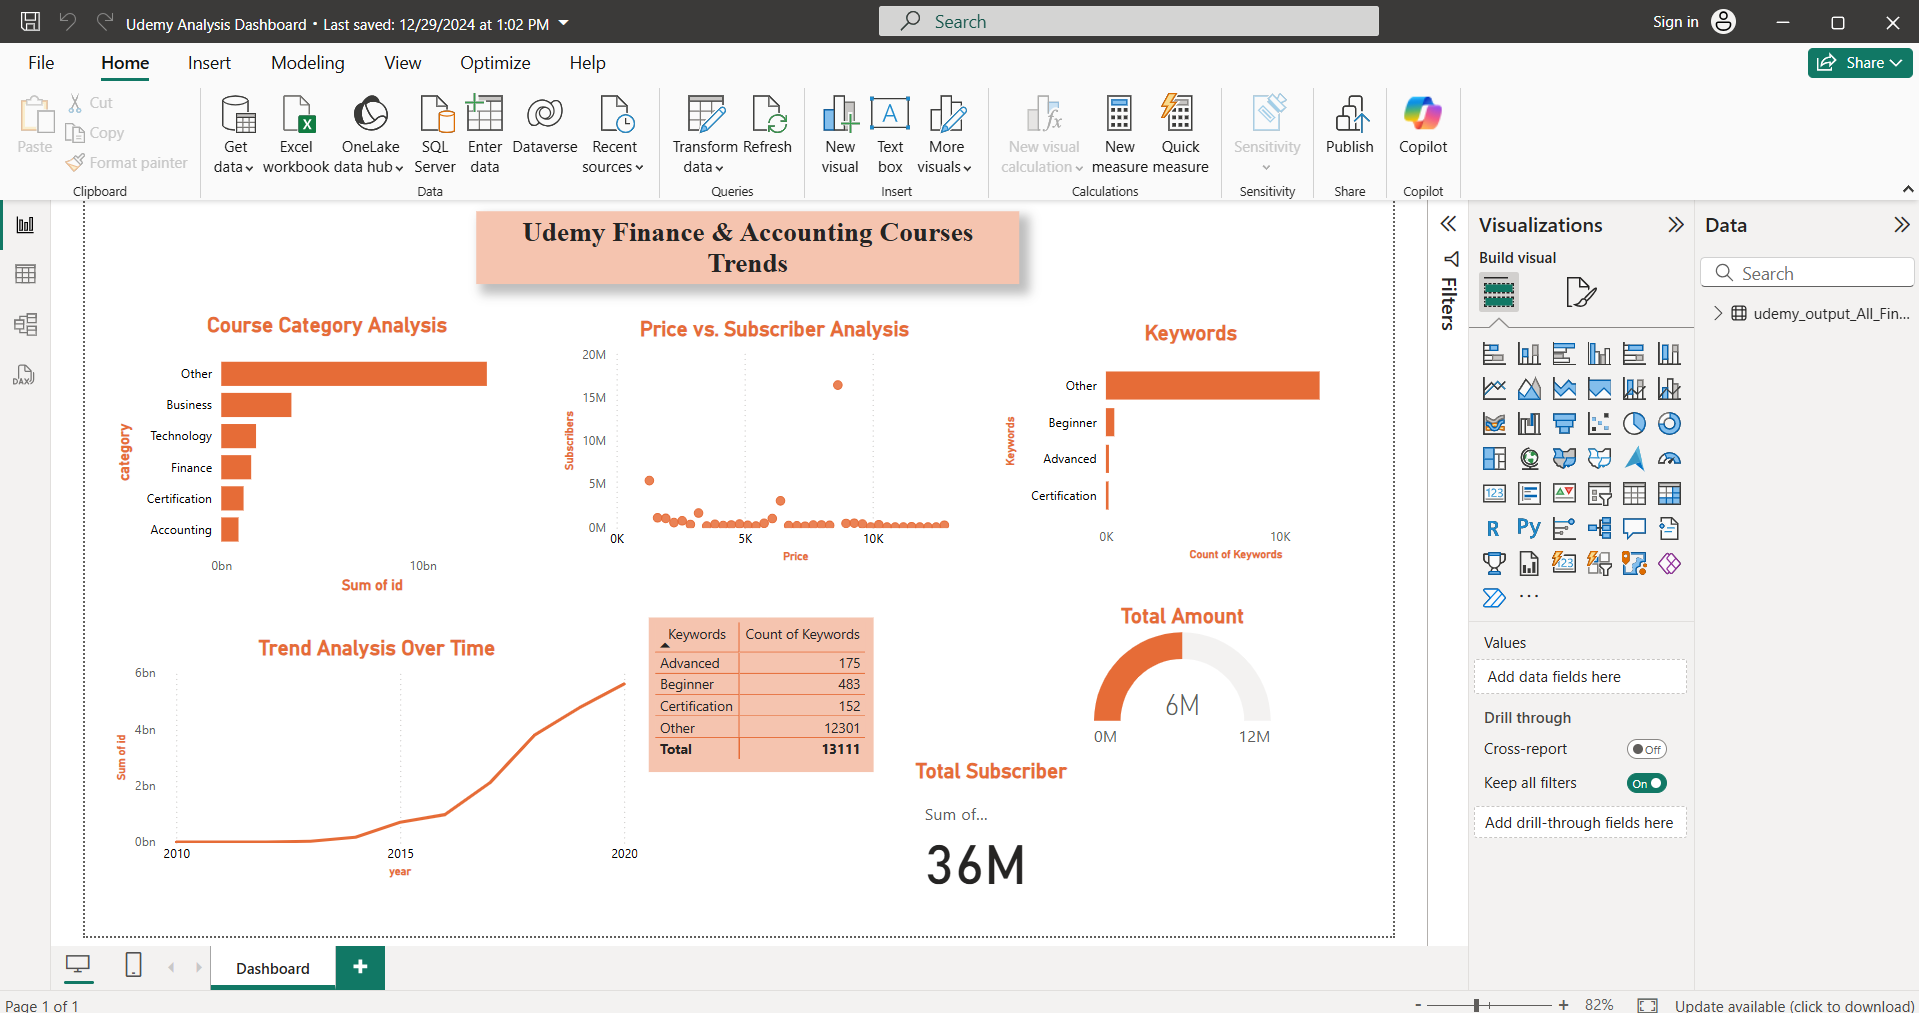 Udemy Analysis Dashboard • Last saved: 12/29/2024 at 1:02 PM
Search
Sign in
File
Home
Insert
Modeling
View
Optimize
Help
Share
Paste
Cut
Copy
Format painter
Clipboard
Get
data
Excel
workbook
OneLake
data hub
SQL
Server
Enter
data
Dataverse
Recent
sources
Data
Transform
data
Refresh
Queries
New
visual
Text
box
More
visuals
Insert
New visual
calculation
New
measure
Quick
measure
Calculations
Sensitivity
Sensitivity
Publish
Share
Copilot
Copilot
DAX
Udemy Finance & Accounting Courses
Trends
Course Category Analysis
category
Other
Business
Technology
Finance
Certification
Accounting
0bn
10bn
Sum of id
Price vs. Subscriber Analysis
Subscribers
20M
15M
10M
5M
0M
0K
5K
10K
Price
Keywords
Keywords
Other
Beginner
Advanced
Certification
0K
10K
Count of Keywords
Trend Analysis Over Time
Sum of id
6bn
4bn
2bn
0bn
2010
2015
2020
year
Keywords Count of Keywords
Advanced 175
Beginner 483
Certification 152
Other 12301
Total 13111
Total Amount
6M
0M
12M
Total Subscriber
Sum of...
36M
Filters
Visualizations
Build visual
123
R
Py
123
...
Values
Add data fields here
Drill through
Cross-report
Off
Keep all filters
On
Add drill-through fields here
Data
Search
udemy_output_All_Fin...
Dashboard
Page 1 of 1
- + 82%
Update available (click to download)